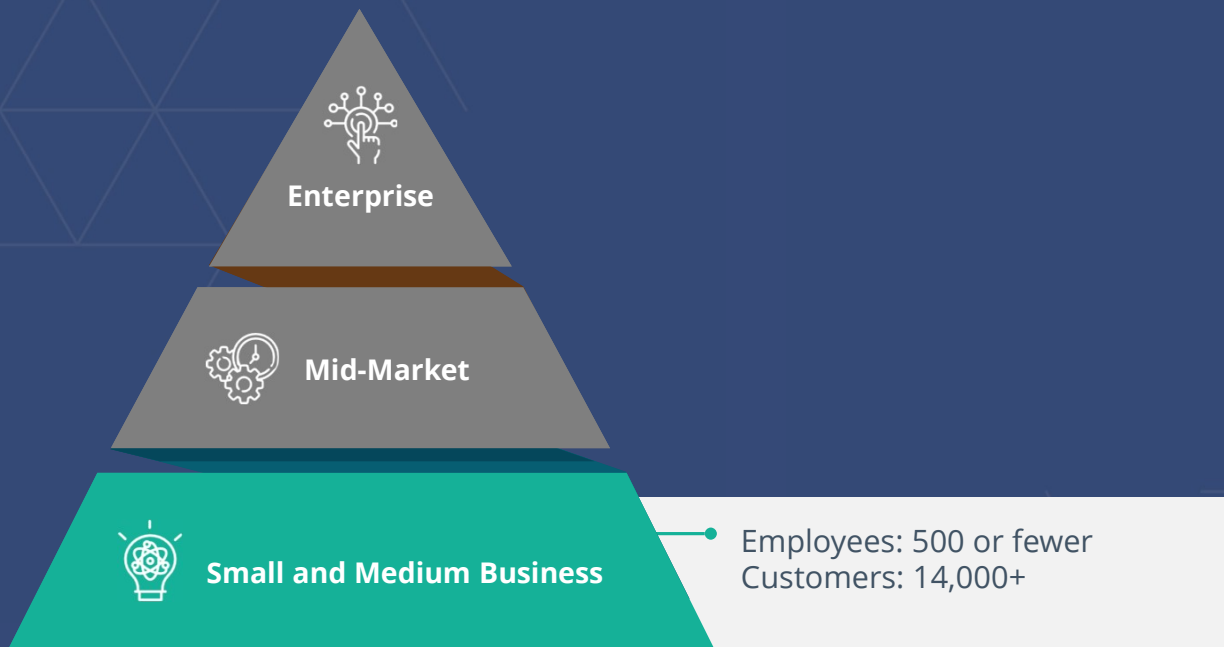 Enterprise
Mid-Market
Small and Medium Business
Employees: 500 or fewer
Customers: 14,000+